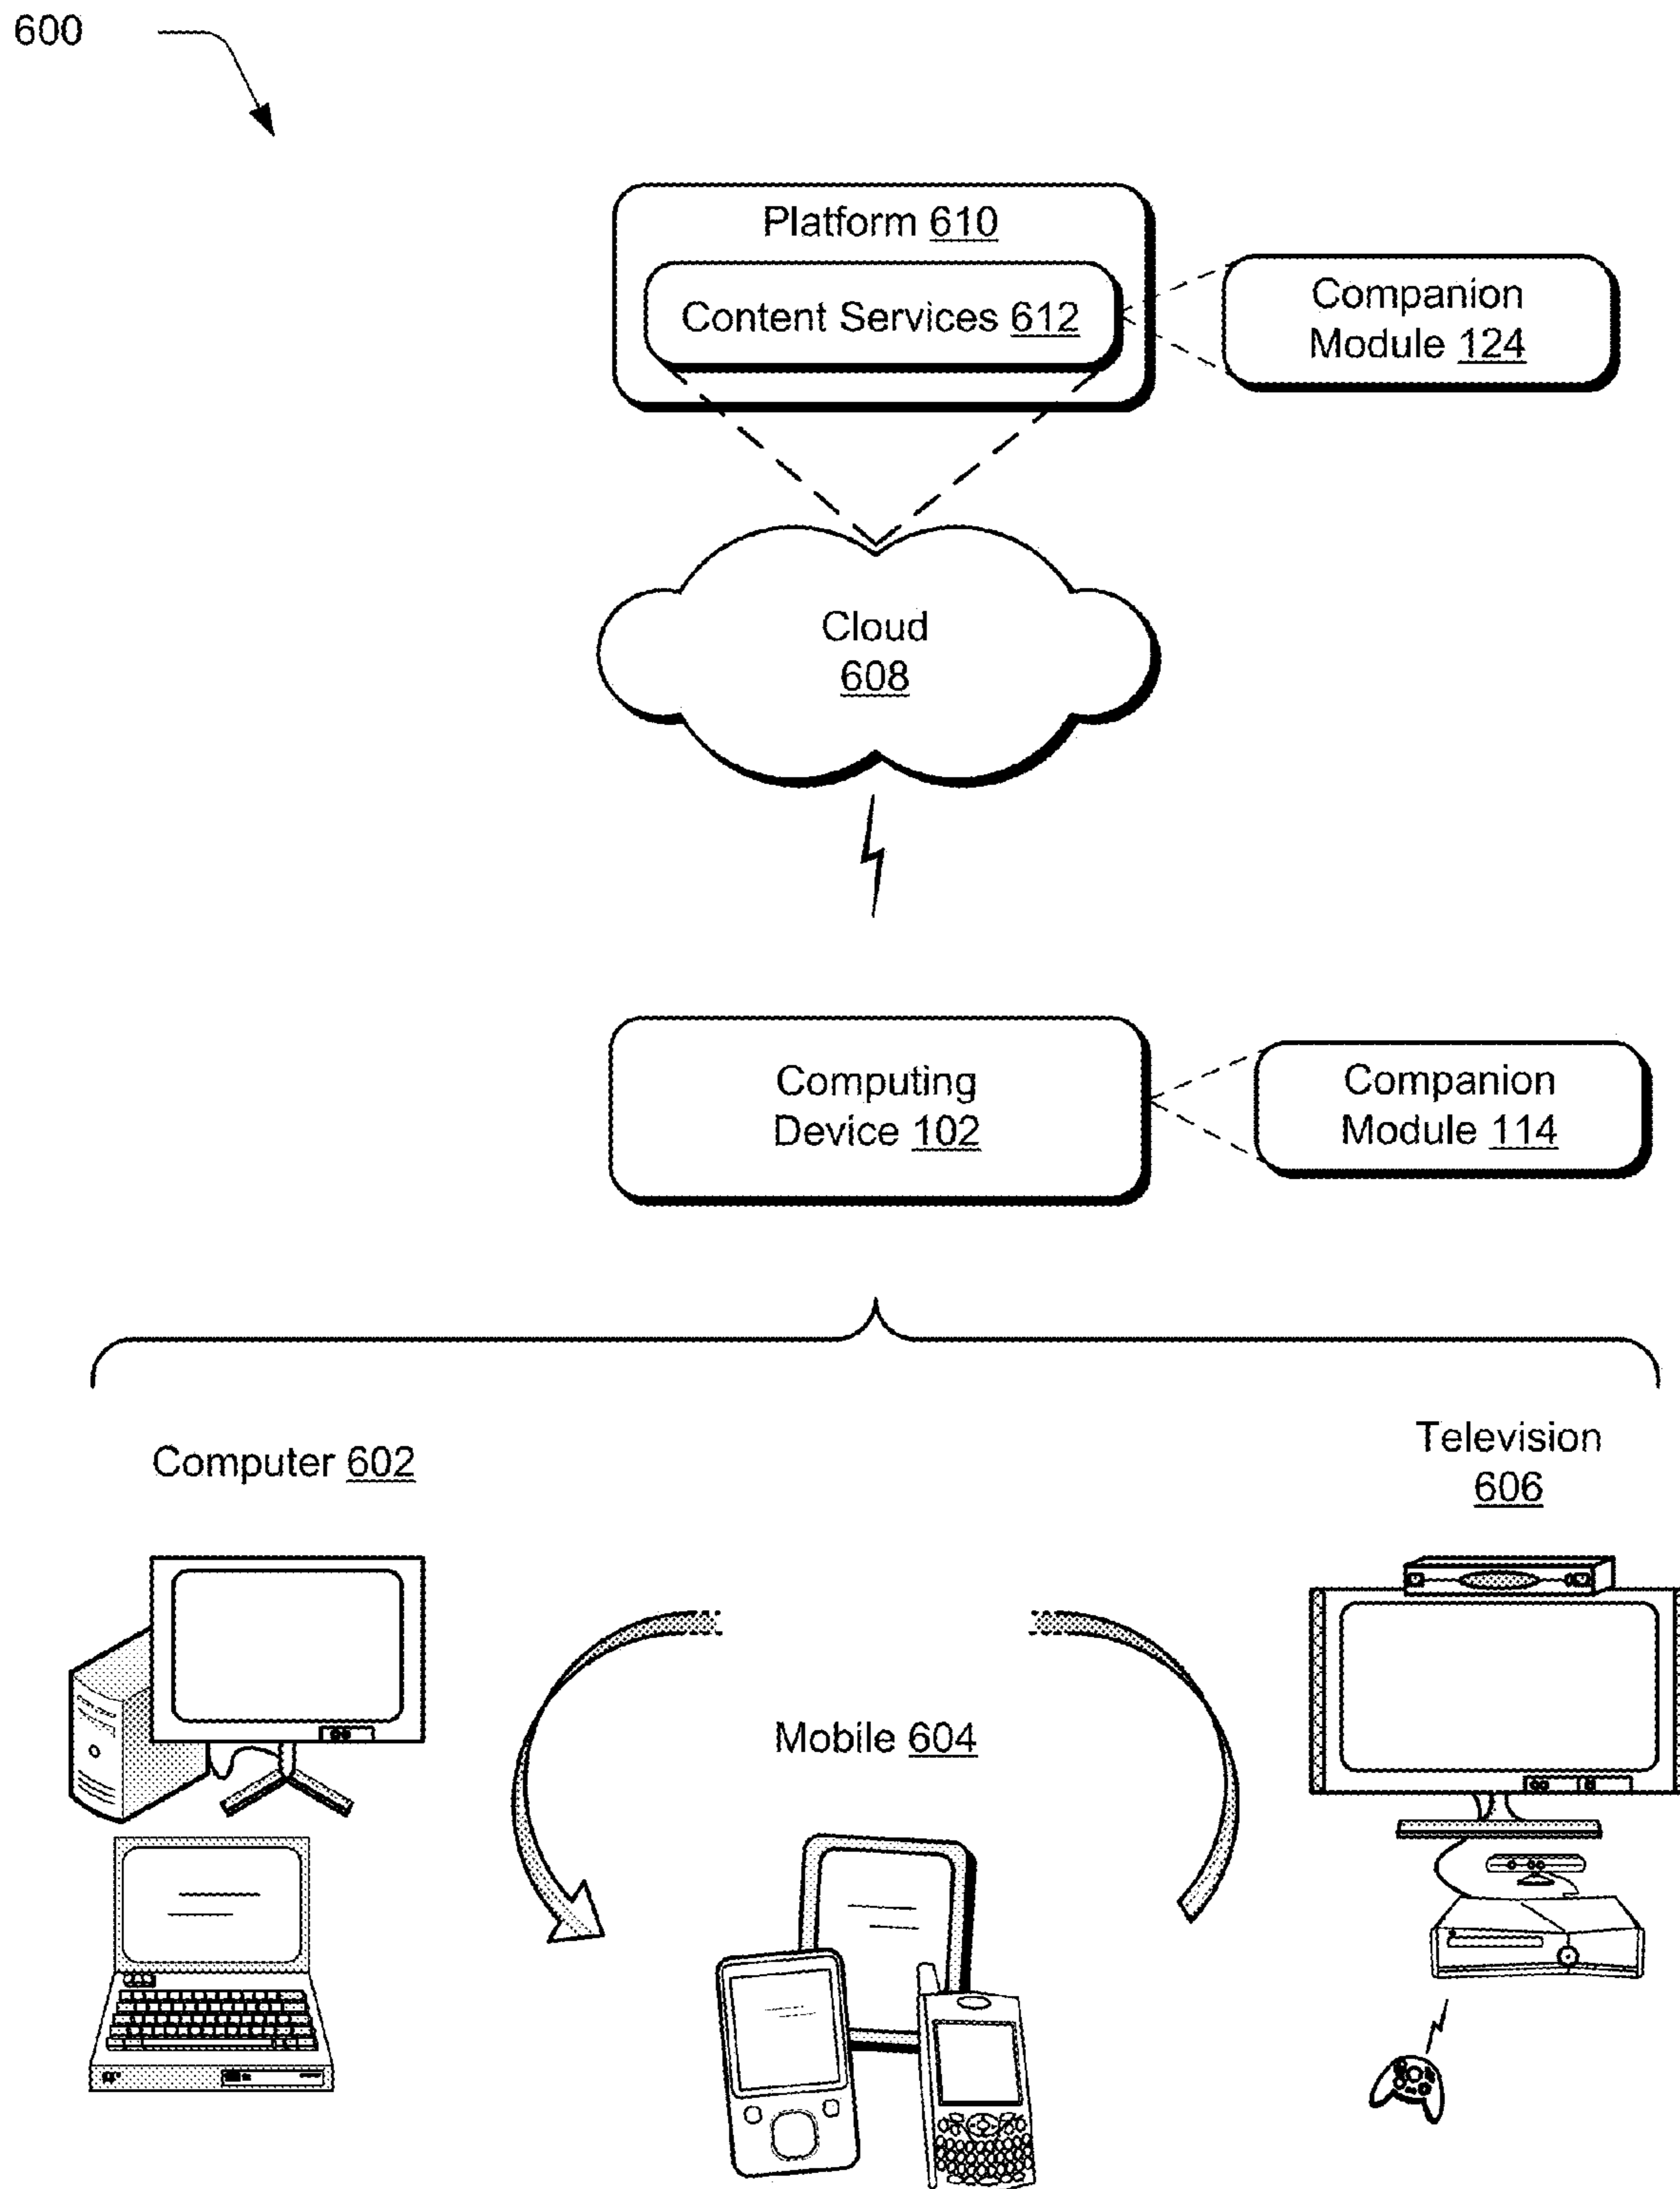 600
Platform 610
Content Services 612
Companion
Module 124
Cloud
608
Computing
Device 102
Companion
Module 114
Computer 602
Television
606
Mobile 604